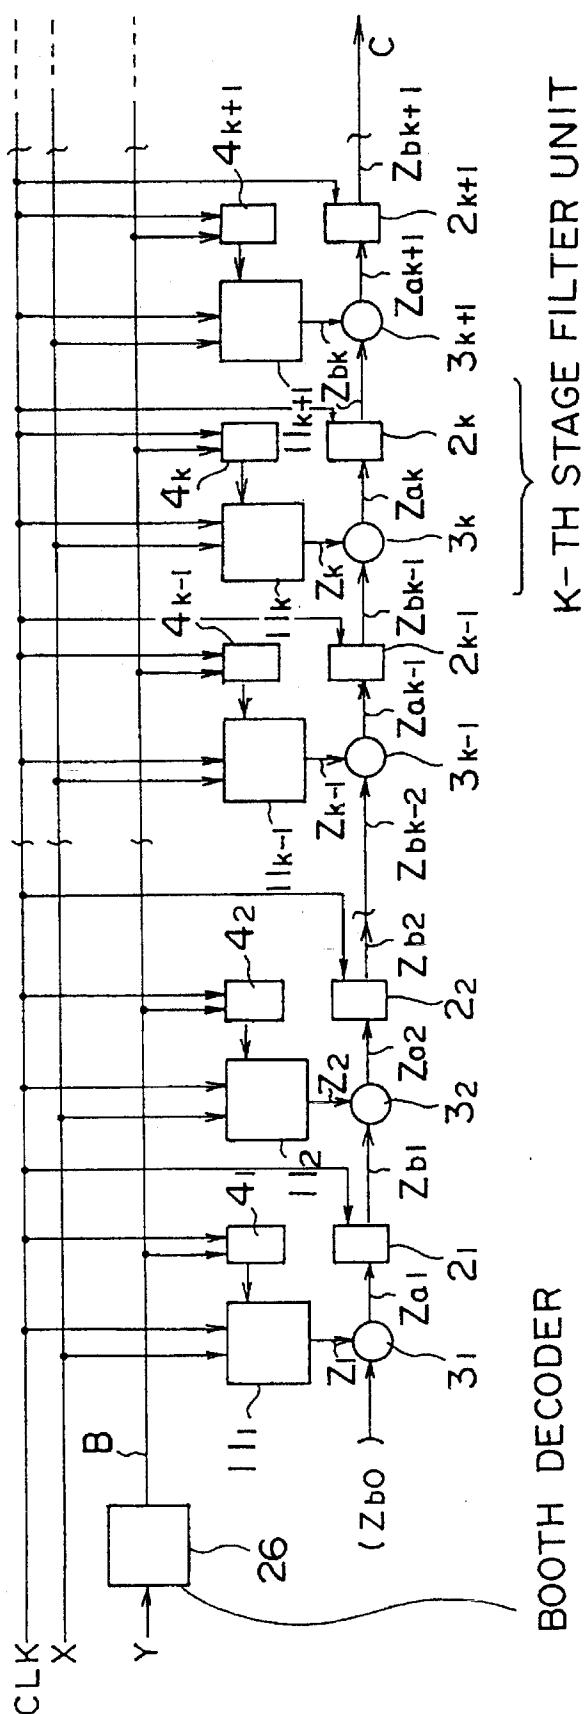 CLK
X
Y
B
26
BOOTH DECODER
4₁
4₂
4k-1
4k
4k+1
11₁
11₂
11k-1
11k
11k+1
Z₁
Z₂
Zk-1
Zk
(Zb0)
Za1
Zb1
Za2
Zb2
Zbk-2
Zak-1
Zbk-1
Zak
Zbk
Zak+1
Zbk+1
C
3₁
2₁
3₂
2₂
3k-1
2k-1
3k
2k
3k+1
2k+1
K-TH STAGE FILTER UNIT